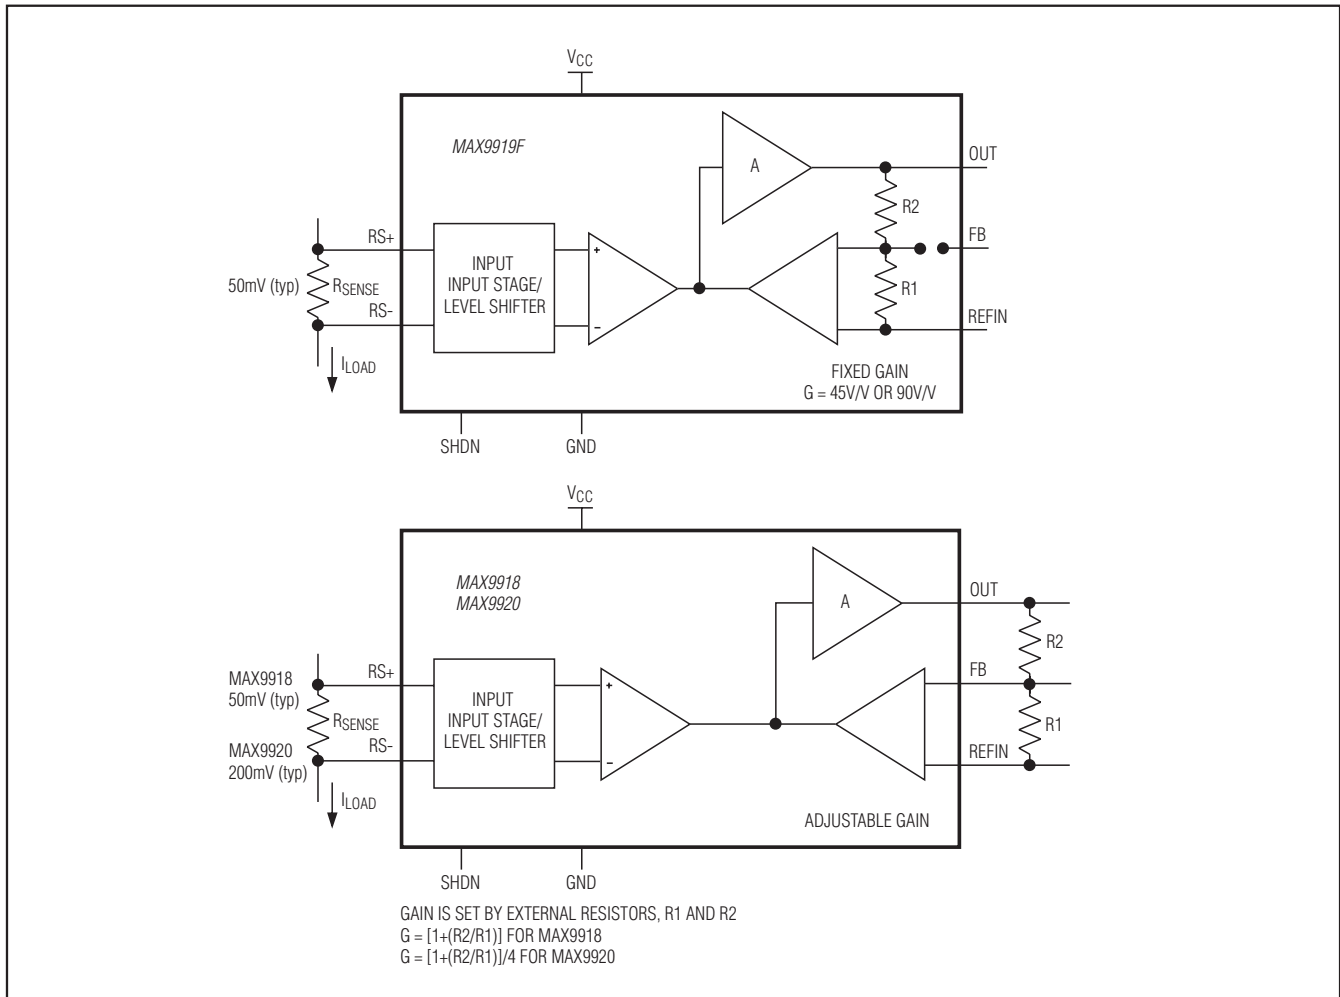 VCC
MAX9919F
A
OUT
R2
RS+
FB
INPUT
INPUT STAGE/
LEVEL SHIFTER
+
-
50mV (typ)
RSENSE
R1
RS-
REFIN
ILOAD
FIXED GAIN
G = 45V/V OR 90V/V
SHDN
GND
VCC
MAX9918
MAX9920
A
OUT
R2
MAX9918
50mV (typ)
RS+
FB
INPUT
INPUT STAGE/
LEVEL SHIFTER
+
-
RSENSE
R1
MAX9920
200mV (typ)
RS-
REFIN
ILOAD
ADJUSTABLE GAIN
SHDN
GND
GAIN IS SET BY EXTERNAL RESISTORS, R1 AND R2
G = [1+(R2/R1)] FOR MAX9918
G = [1+(R2/R1)]/4 FOR MAX9920